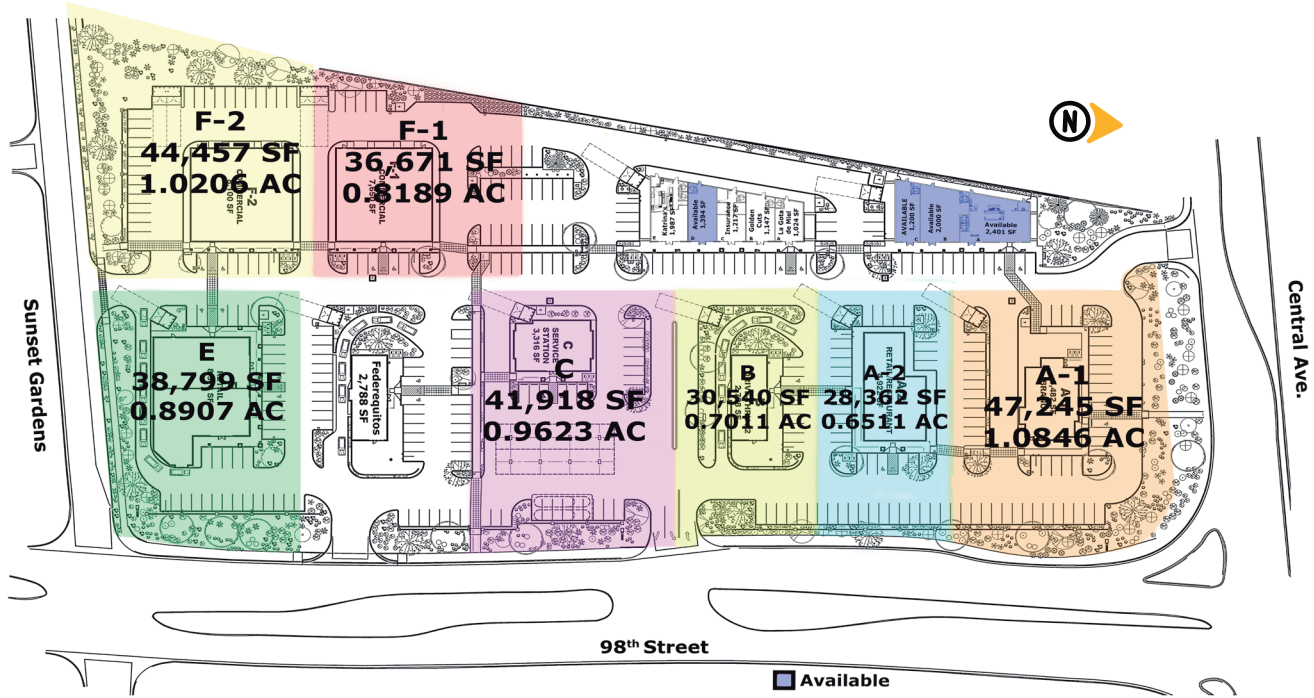 F-2
44,457 SF
1.0206 AC
F-1
36,671 SF
0.8189 AC
N
Katrina's
1,987 SF
Available
1,394 SF
Insurance
1,217 SF
Golden
Cuts
1,147 SF
La Gota
de Miel
1,024 SF
E
D
C
B
A
AVAILABLE
1,200 SF
Available
2,000 SF
Available
2,401 SF
C
B
A
Sunset Gardens
E
38,799 SF
0.8907 AC
Federequitos
2,788 SF
C
SERVICE
STATION
3,316 SF
C
41,918 SF
0.9623 AC
B
30,540 SF
0.7011 AC
A-2
28,362 SF
0.6511 AC
A-1
47,245 SF
1.0846 AC
Central Ave.
98th Street
Available